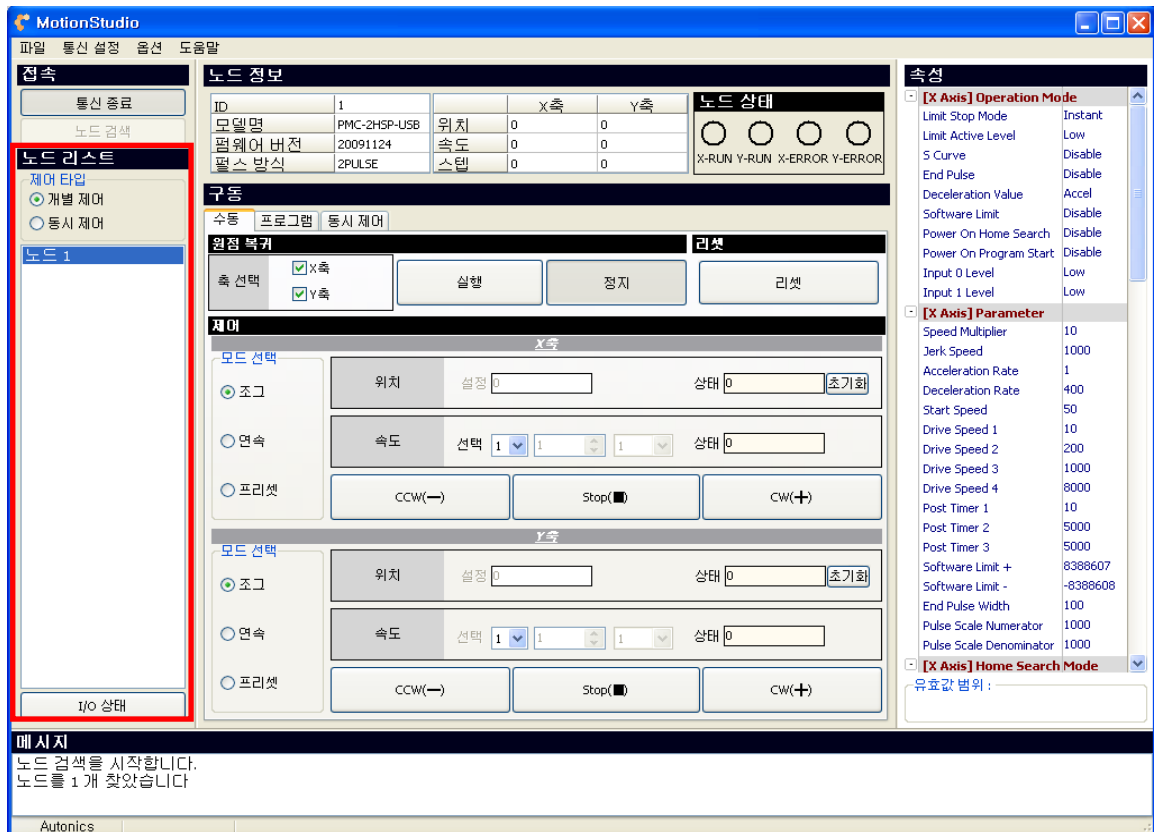 MotionStudio
파일 통신 설정 옵션 도움말
접속
통신 종료
노드 검색
노드 리스트
제어 타입
개별 제어
동시 제어
노드 1
I/O 상태
노드 정보
ID 1 X축 Y축
모델명 PMC-2HSP-USB 위치 0 0
펌웨어 버전 20091124 속도 0 0
펄스 방식 2PULSE 스텝 0 0
노드 상태
X-RUN Y-RUN X-ERROR Y-ERROR
구동
수동 프로그램 동시 제어
원점 복귀 리셋
축 선택 X축 Y축 실행 정지 리셋
제어
X축
모드 선택
조그
연속
프리셋
위치 설정 0 상태 0 초기화
속도 선택 1 1 1 상태 0
CCW(—) Stop(■) CW(+)
Y축
모드 선택
조그
연속
프리셋
위치 설정 0 상태 0 초기화
속도 선택 1 1 1 상태 0
CCW(—) Stop(■) CW(+)
속성
[X Axis] Operation Mode
Limit Stop Mode Instant
Limit Active Level Low
S Curve Disable
End Pulse Disable
Deceleration Value Accel
Software Limit Disable
Power On Home Search Disable
Power On Program Start Disable
Input 0 Level Low
Input 1 Level Low
[X Axis] Parameter
Speed Multiplier 10
Jerk Speed 1000
Acceleration Rate 1
Deceleration Rate 400
Start Speed 50
Drive Speed 1 10
Drive Speed 2 200
Drive Speed 3 1000
Drive Speed 4 8000
Post Timer 1 10
Post Timer 2 5000
Post Timer 3 5000
Software Limit + 8388607
Software Limit - -8388608
End Pulse Width 100
Pulse Scale Numerator 1000
Pulse Scale Denominator 1000
[X Axis] Home Search Mode
유효값 범위 :
메시지
노드 검색을 시작합니다.
노드를 1 개 찾았습니다
Autonics